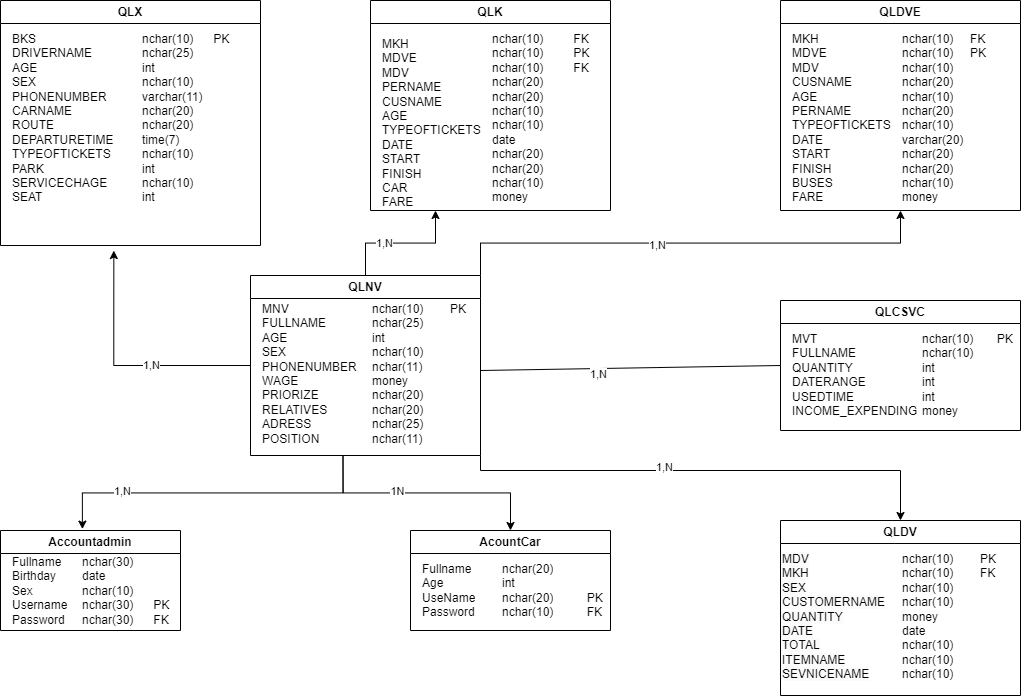 QLX
BKS nchar(10) PK
DRIVERNAME nchar(25)
AGE int
SEX nchar(10)
PHONENUMBER varchar(11)
CARNAME nchar(20)
ROUTE nchar(20)
DEPARTURETIME time(7)
TYPEOFTICKETS nchar(10)
PARK int
SERVICECHAGE nchar(10)
SEAT int
QLK
MKH nchar(10) FK
MDVE nchar(10) PK
MDV nchar(10) FK
PERNAME nchar(20)
CUSNAME nchar(20)
AGE nchar(10)
TYPEOFTICKETS nchar(10)
DATE date
START nchar(20)
FINISH nchar(20)
CAR nchar(10)
FARE money
QLDVE
MKH nchar(10) FK
MDVE nchar(10) PK
MDV nchar(10)
CUSNAME nchar(20)
AGE nchar(10)
PERNAME nchar(20)
TYPEOFTICKETS nchar(10)
DATE varchar(20)
START nchar(20)
FINISH nchar(20)
BUSES nchar(10)
FARE money
1,N
1,N
1,N
QLNV
MNV nchar(10) PK
FULLNAME nchar(25)
AGE int
SEX nchar(10)
PHONENUMBER nchar(11)
WAGE money
PRIORIZE nchar(20)
RELATIVES nchar(20)
ADRESS nchar(25)
POSITION nchar(11)
1,N
QLCSVC
MVT nchar(10) PK
FULLNAME nchar(10)
QUANTITY int
DATERANGE int
USEDTIME int
INCOME_EXPENDING money
1,N
1,N
1N
Accountadmin
Fullname nchar(30)
Birthday date
Sex nchar(10)
Username nchar(30) PK
Password nchar(30) FK
AcountCar
Fullname nchar(20)
Age int
UseName nchar(20) PK
Password nchar(10) FK
QLDV
MDV nchar(10) PK
MKH nchar(10) FK
SEX nchar(10)
CUSTOMERNAME nchar(10)
QUANTITY money
DATE date
TOTAL nchar(10)
ITEMNAME nchar(10)
SEVNICENAME nchar(10)